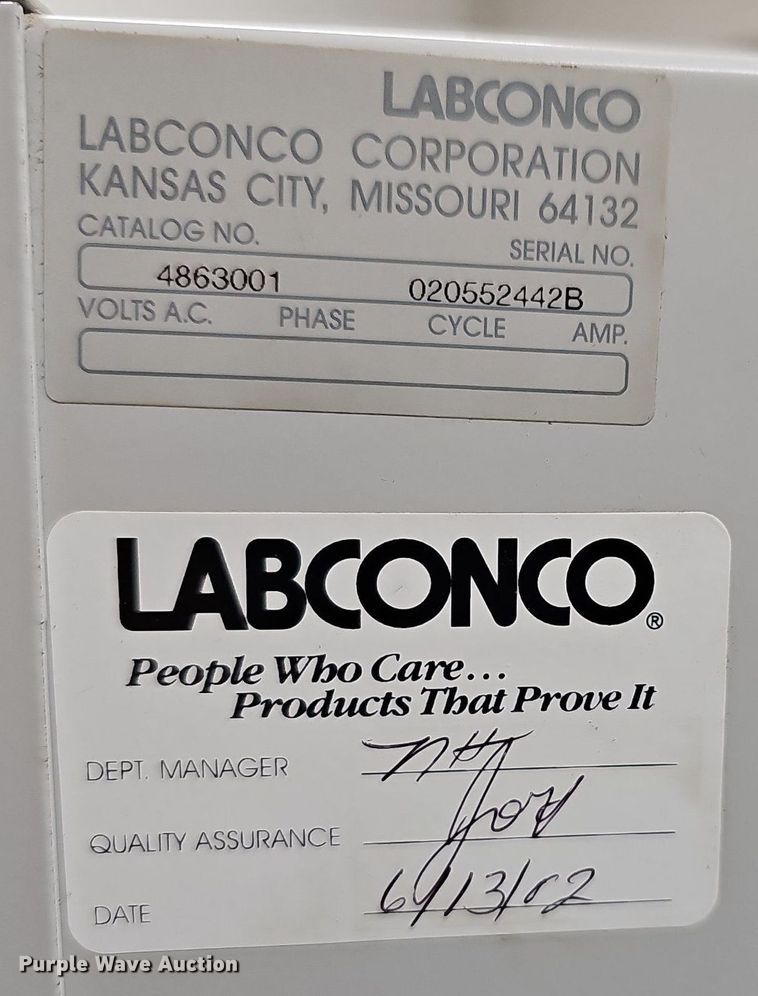 LABCONCO
LABCONCO CORPORATION
KANSAS CITY, MISSOURI 64132
CATALOG NO. SERIAL NO.
4863001 020552442B
VOLTS A.C. PHASE CYCLE AMP.
LABCONCO®
People Who Care...
Products That Prove It
DEPT. MANAGER
QUALITY ASSURANCE
DATE 6/13/02
Purple Wave Auction